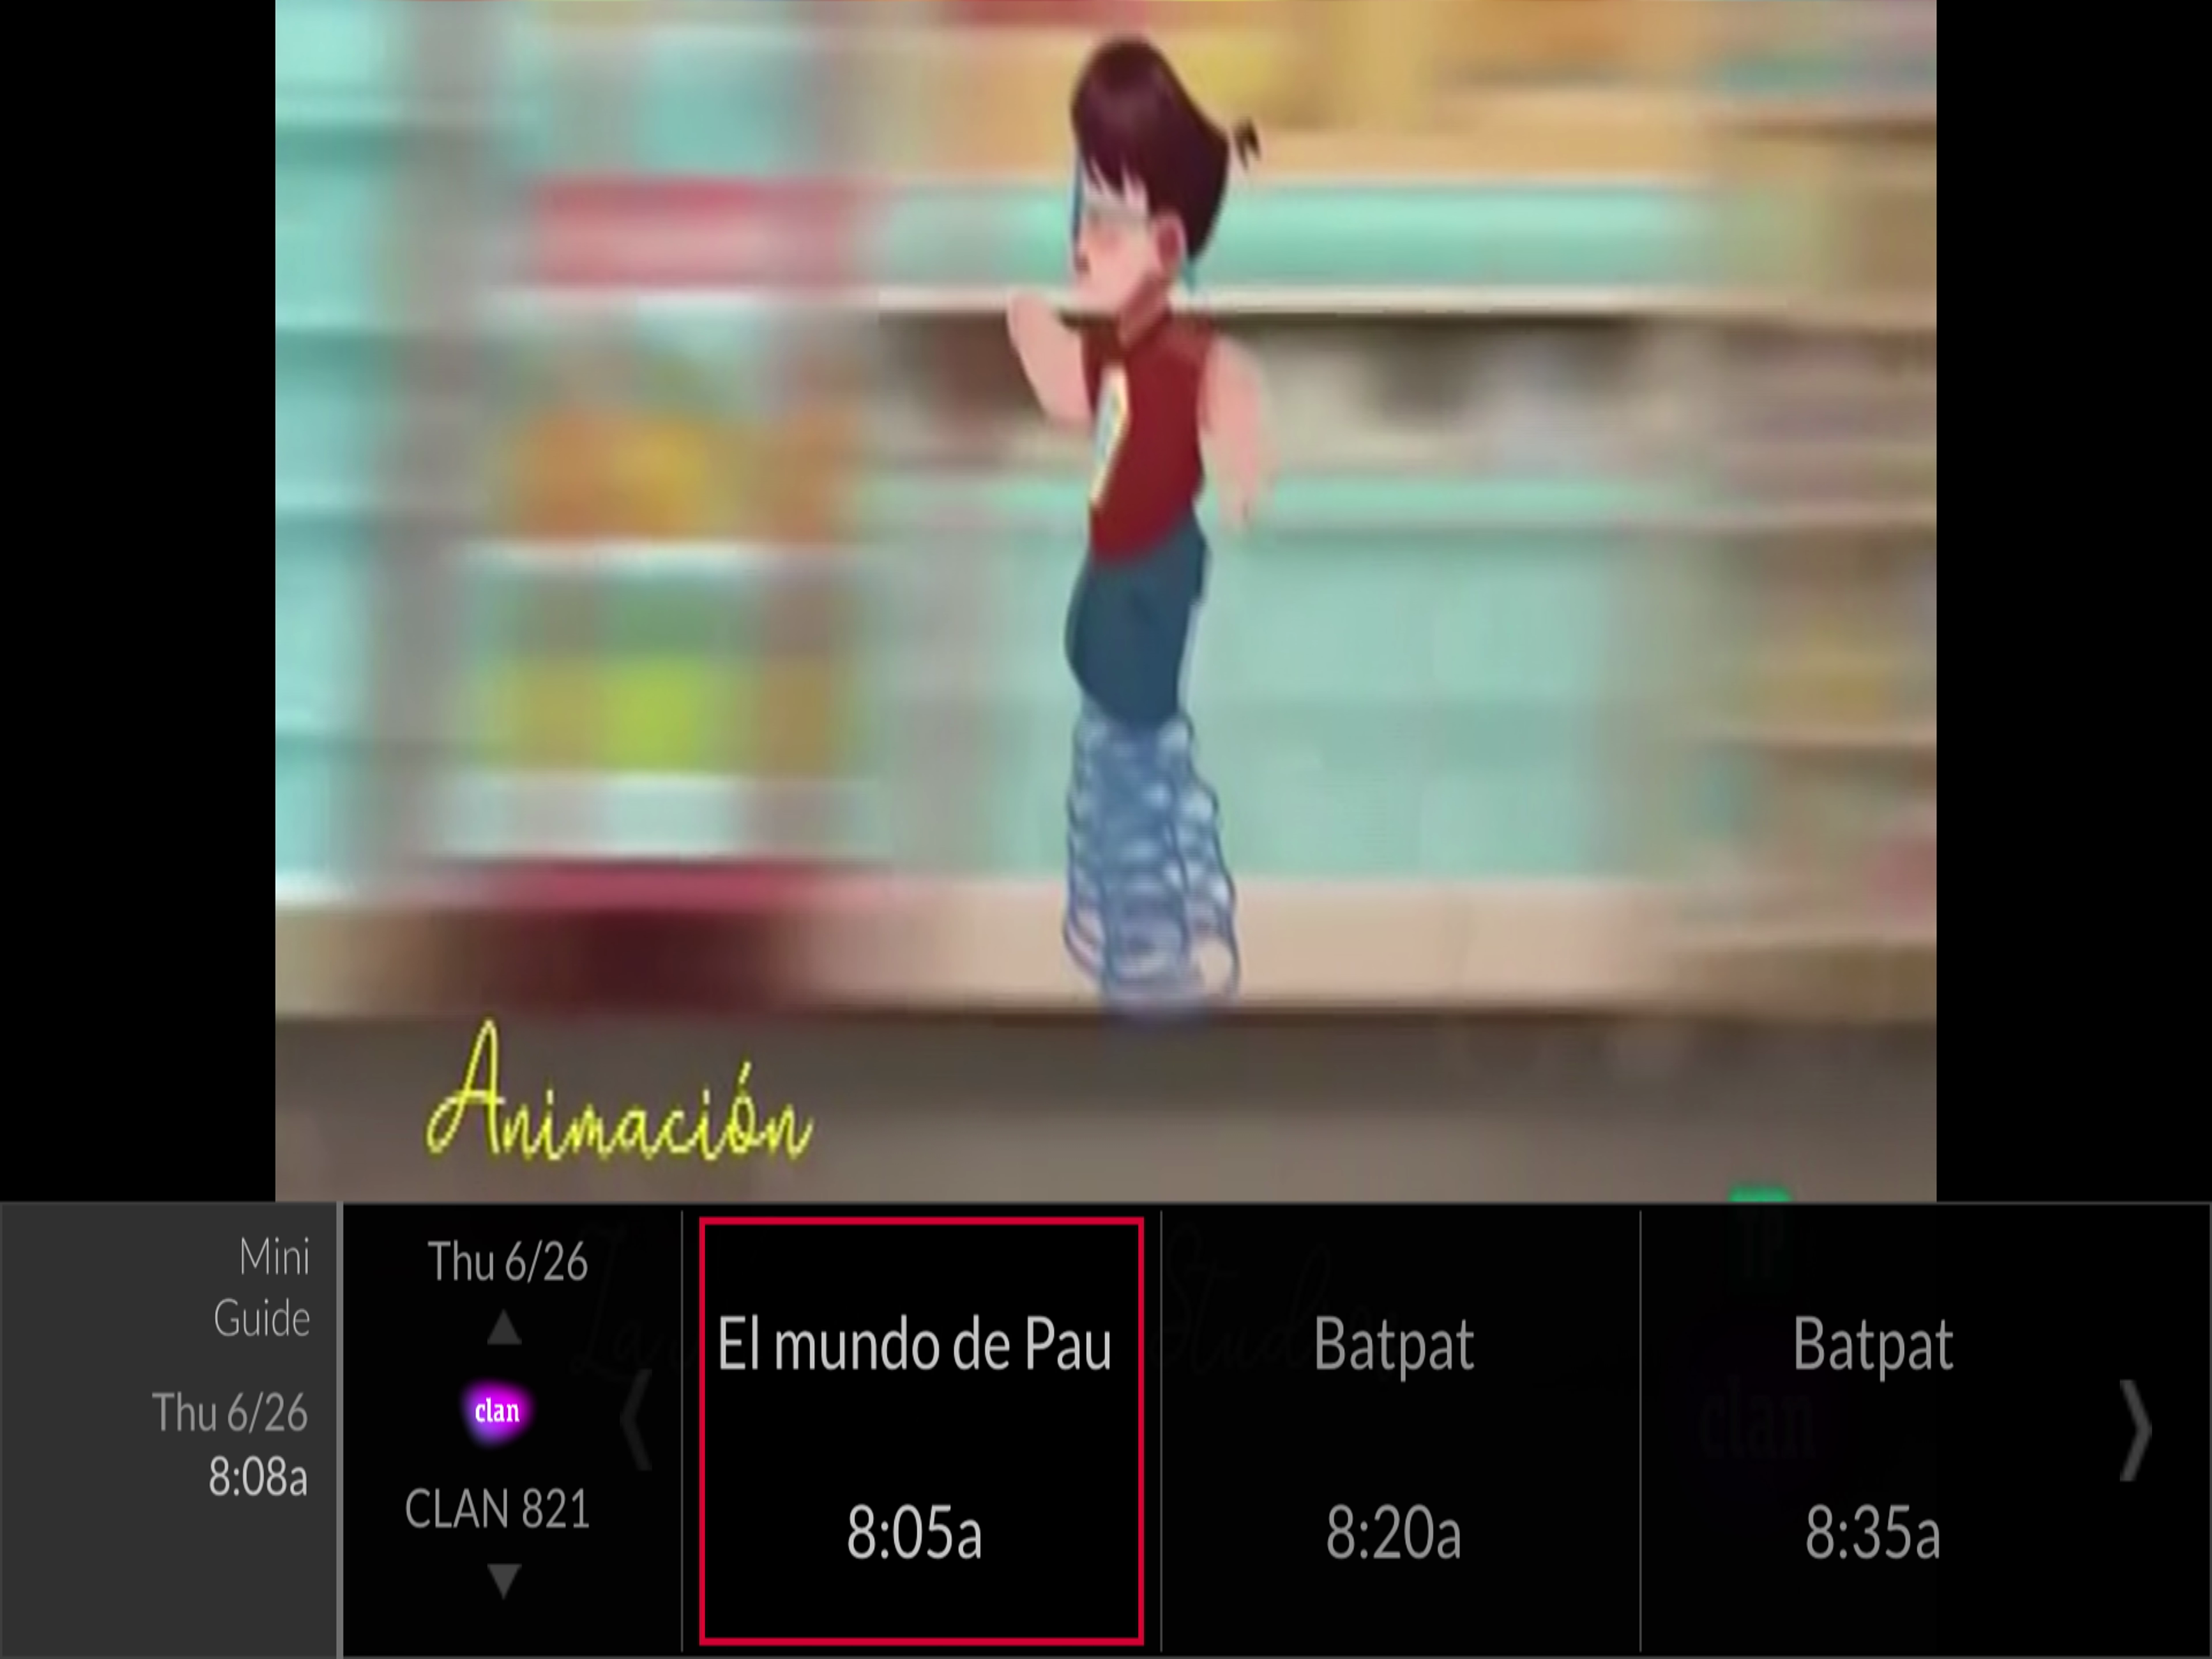 Animación
Mini
Guide
Thu 6/26
8:08a
Thu 6/26
clan
CLAN 821
El mundo de Pau
8:05a
Batpat
8:20a
Batpat
8:35a
clan